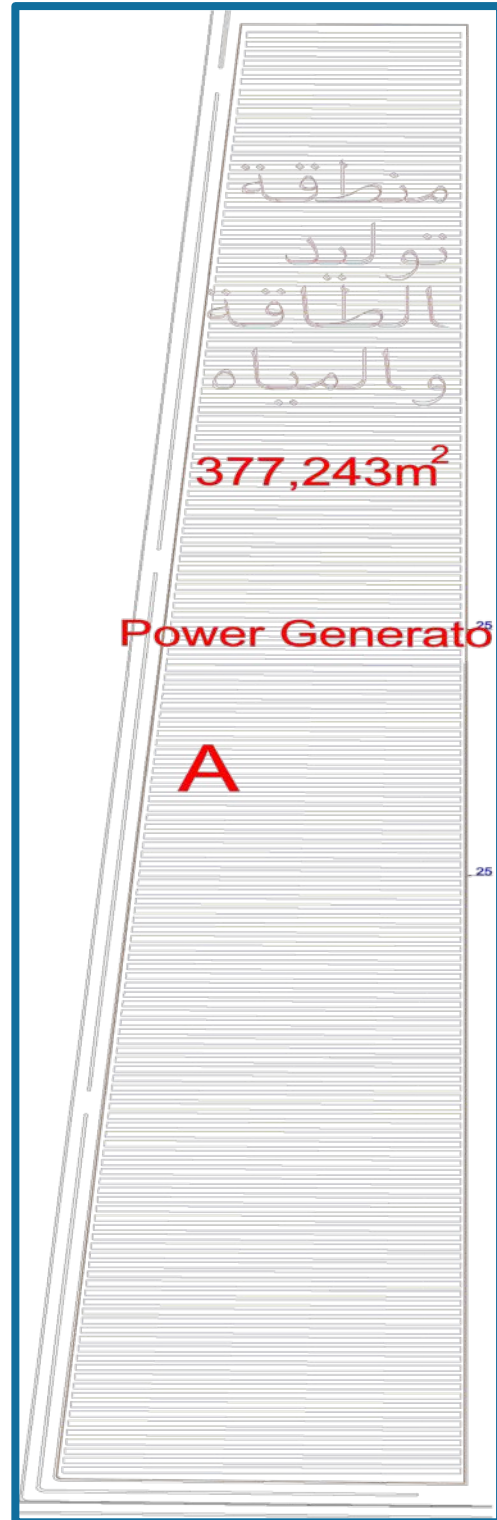 منطقة
توليد
الطاقة
والمياه
377,243m²
Power Generato
25
A
25